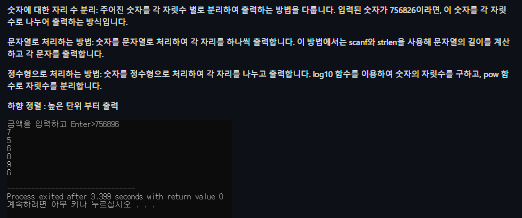 숫자에 대한 자리 수 분리: 주어진 숫자를 각 자릿수 별로 분리하여 출력하는 방법을 다룹니다. 입력된 숫자가 756826이라면, 이 숫자를 각 자릿
수로 나누어 출력하는 방식입니다.
문자열로 처리하는 방법: 숫자를 문자열로 처리하여 각 자리를 하나씩 출력합니다. 이 방법에서는 scanf와 strlen을 사용해 문자열의 길이를 계산
하고 각 문자를 출력합니다.
정수형으로 처리하는 방법: 숫자를 정수형으로 처리하여 각 자리를 나누고 출력합니다. log10 함수를 이용하여 숫자의 자릿수를 구하고, pow 함
수로 자릿수를 분리합니다.
하향 정렬 : 높은 단위 부터 출력
금액을 입력하고 Enter>756896
7
5
6
8
9
6
--------------------------------
Process exited after 3.399 seconds with return value 0
계속하려면 아무 키나 누르십시오 . . .